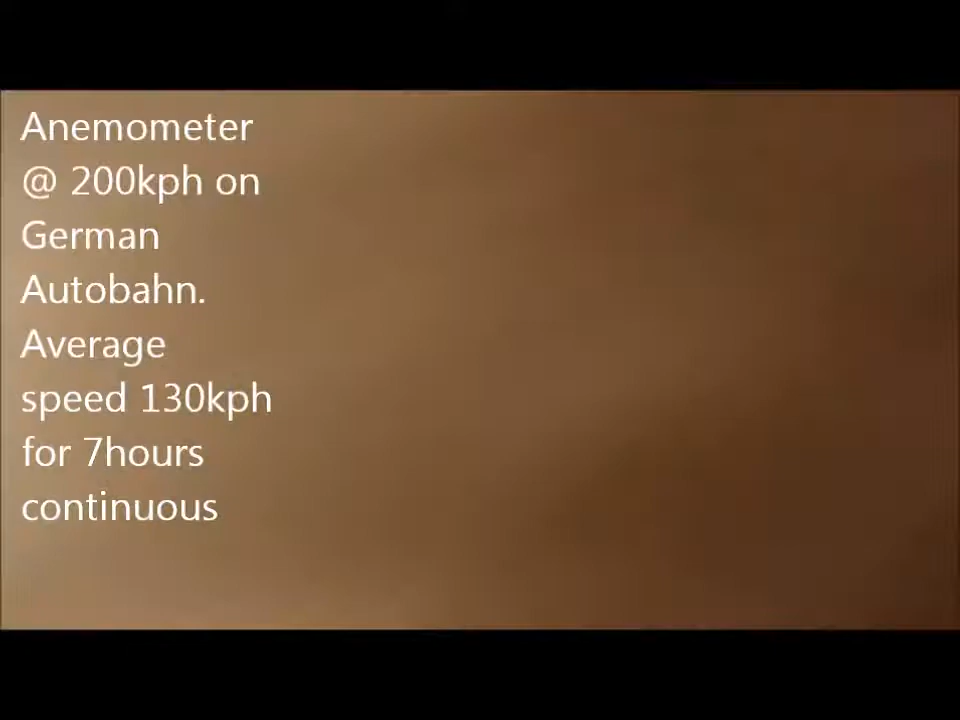 Anemometer
@ 200kph on
German
Autobahn.
Average
speed 130kph
for 7hours
continuous